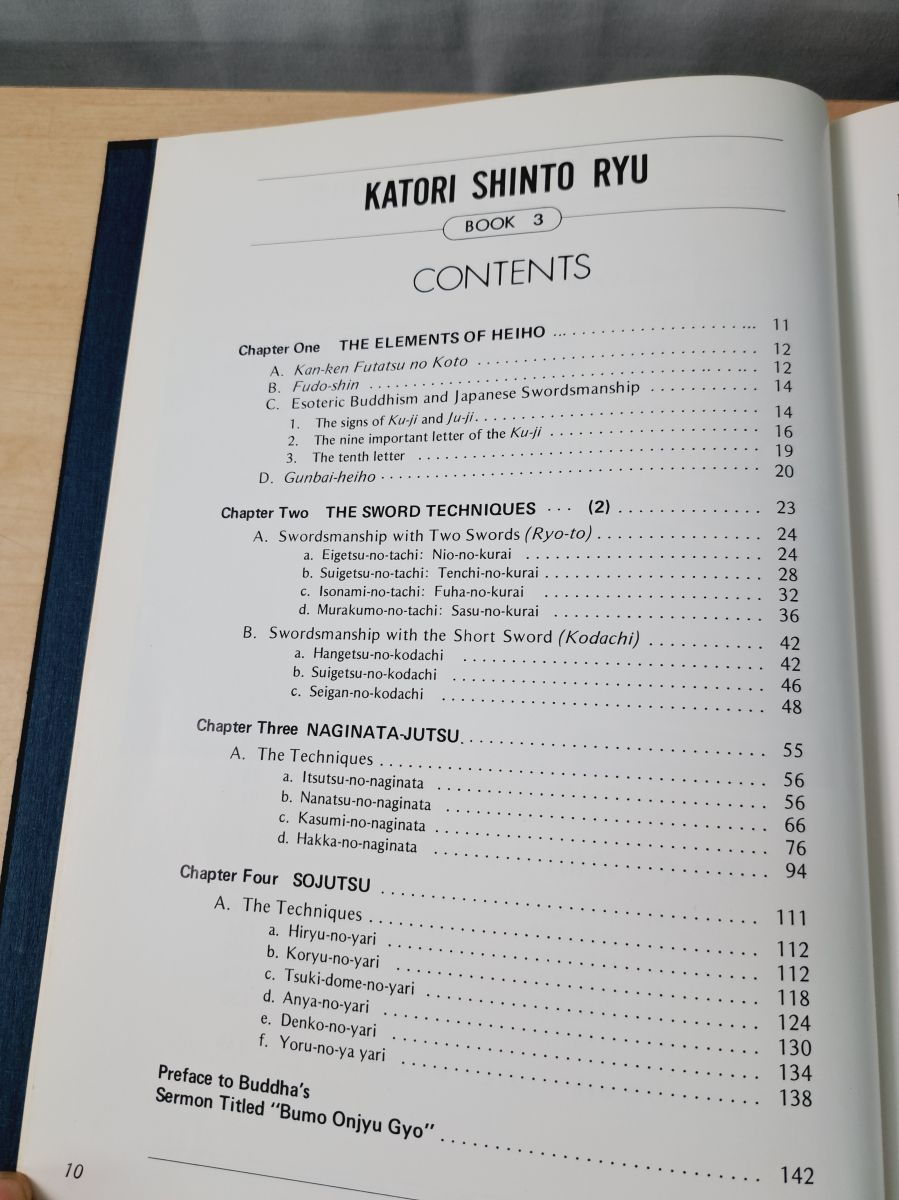 KATORI SHINTO RYU
BOOK 3
CONTENTS
Chapter One THE ELEMENTS OF HEIHO ... 11
A. Kan-ken Futatsu no Koto ... 12
B. Fudo-shin ... 12
C. Esoteric Buddhism and Japanese Swordsmanship ... 14
1. The signs of Ku-ji and Ju-ji ... 14
2. The nine important letter of the Ku-ji ... 16
3. The tenth letter ... 19
D. Gunbai-heiho ... 20
Chapter Two THE SWORD TECHNIQUES ... (2) ... 23
A. Swordsmanship with Two Swords (Ryo-to) ... 24
a. Eigetsu-no-tachi: Nio-no-kurai ... 24
b. Suigetsu-no-tachi: Tenchi-no-kurai ... 28
c. Isonami-no-tachi: Fuha-no-kurai ... 32
d. Murakumo-no-tachi: Sasu-no-kurai ... 36
B. Swordsmanship with the Short Sword (Kodachi) ... 42
a. Hangetsu-no-kodachi ... 42
b. Suigetsu-no-kodachi ... 46
c. Seigan-no-kodachi ... 48
Chapter Three NAGINATA-JUTSU ... 55
A. The Techniques ... 56
a. Itsutsu-no-naginata ... 56
b. Nanatsu-no-naginata ... 66
c. Kasumi-no-naginata ... 76
d. Hakka-no-naginata ... 94
Chapter Four SOJUTSU ... 111
A. The Techniques ... 112
a. Hiryu-no-yari ... 112
b. Koryu-no-yari ... 118
c. Tsuki-dome-no-yari ... 124
d. Anya-no-yari ... 130
e. Denko-no-yari ... 134
f. Yoru-no-ya yari ... 138
Preface to Buddha's
Sermon Titled "Bumo Onjyu Gyo" ... 142
10